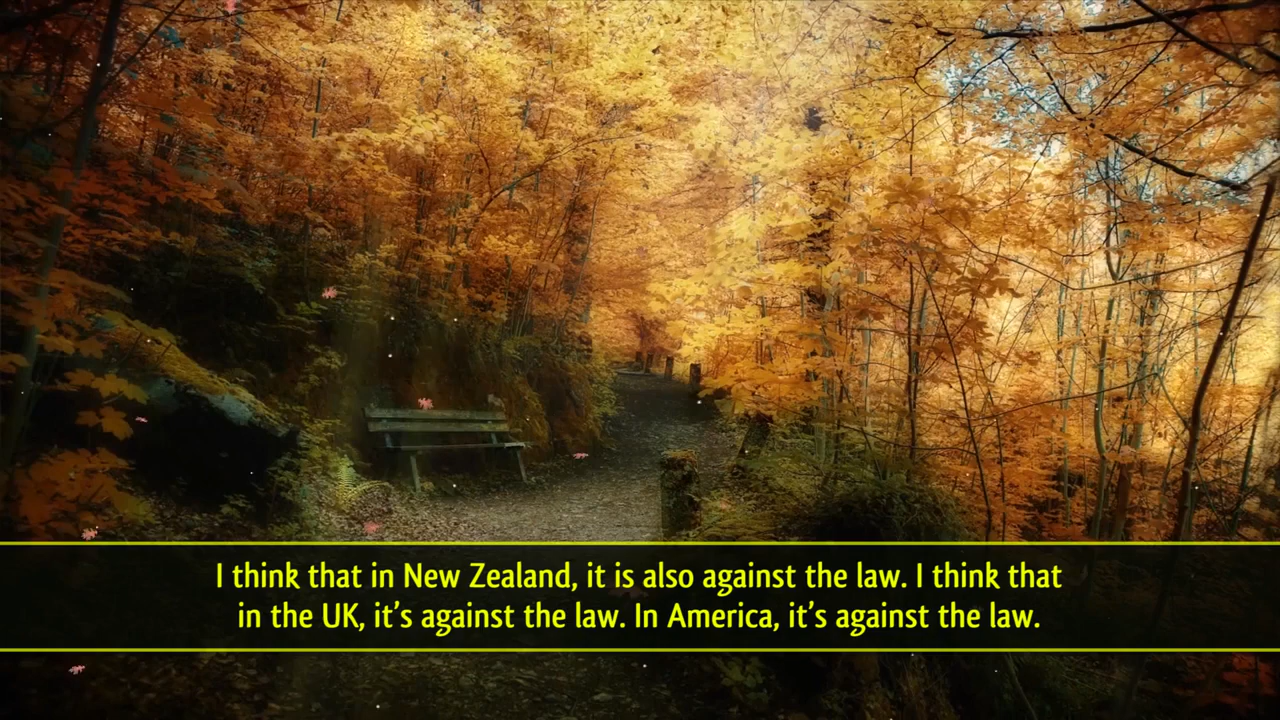 I think that in New Zealand, it is also against the law. I think that
in the UK, it’s against the law. In America, it’s against the law.